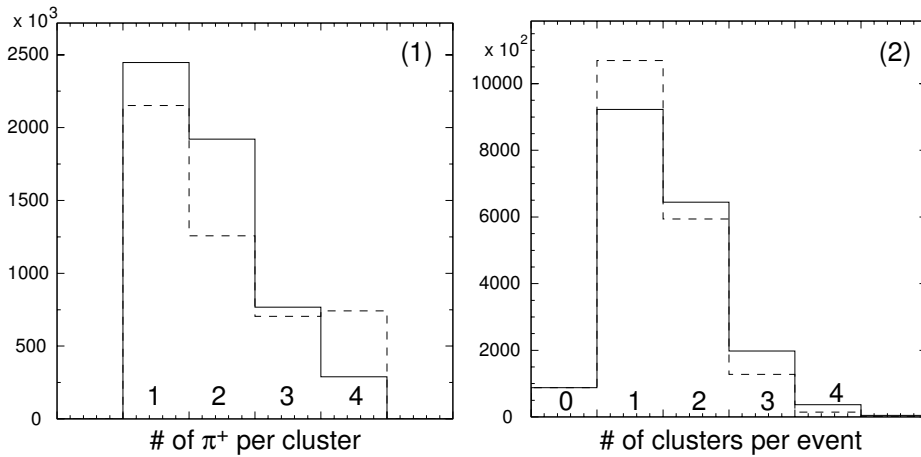 x 10³
(1)
2500
2000
1500
1000
500
0
1 2 3 4
# of π⁺ per cluster
x 10²
(2)
10000
8000
6000
4000
2000
0
0 1 2 3 4
# of clusters per event